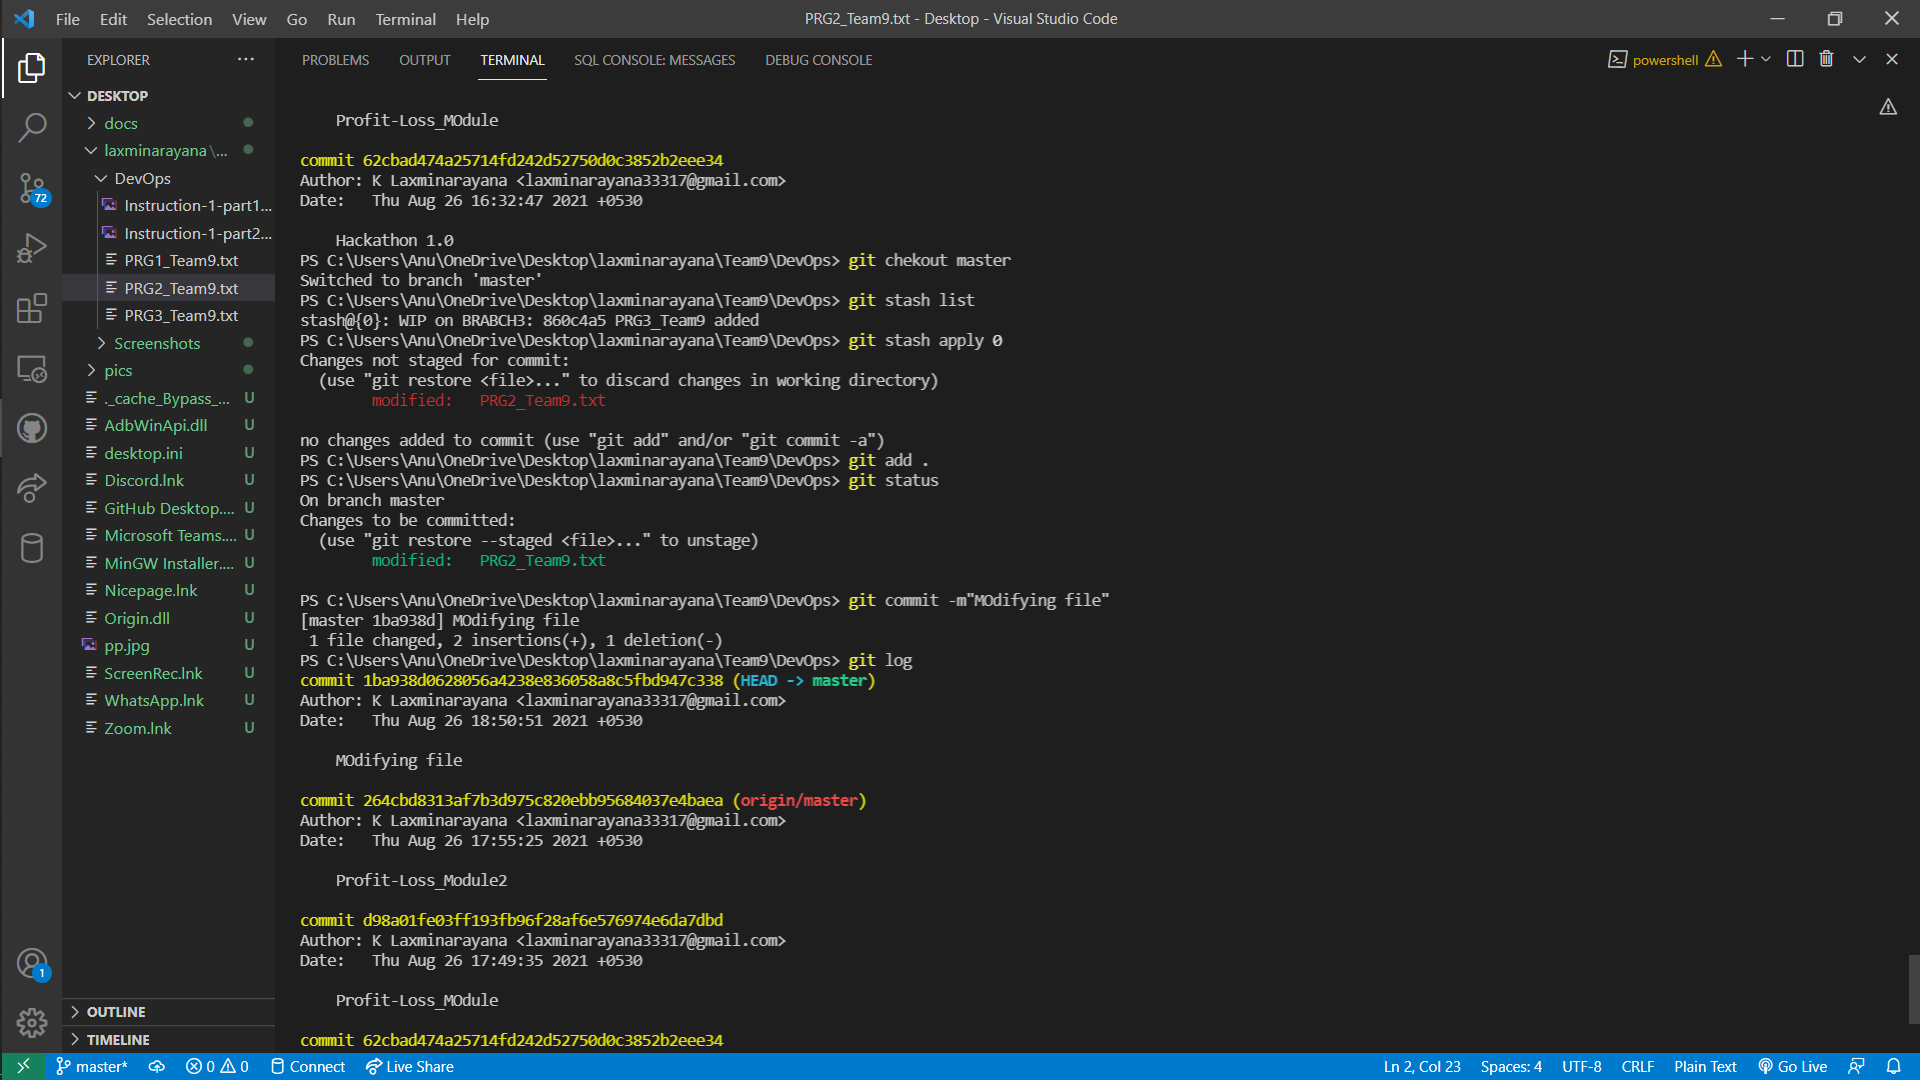 File Edit Selection View Go Run Terminal Help
PRG2_Team9.txt - Desktop - Visual Studio Code
EXPLORER ...
PROBLEMS OUTPUT TERMINAL SQL CONSOLE: MESSAGES DEBUG CONSOLE
powershell
DESKTOP
docs
laxminarayana\...
DevOps
Instruction-1-part1...
Instruction-1-part2...
PRG1_Team9.txt
PRG2_Team9.txt
PRG3_Team9.txt
Screenshots
pics
._cache_Bypass_... U
AdbWinApi.dll U
desktop.ini U
Discord.lnk U
GitHub Desktop.... U
Microsoft Teams.... U
MinGW Installer.... U
Nicepage.lnk U
Origin.dll U
pp.jpg U
ScreenRec.lnk U
WhatsApp.lnk U
Zoom.lnk U
OUTLINE
TIMELINE
72
1
Profit-Loss_MOdule
commit 62cbad474a25714fd242d52750d0c3852b2eee34
Author: K Laxminarayana <laxminarayana33317@gmail.com>
Date:   Thu Aug 26 16:32:47 2021 +0530
Hackathon 1.0
PS C:\Users\Anu\OneDrive\Desktop\laxminarayana\Team9\DevOps> git chekout master
Switched to branch 'master'
PS C:\Users\Anu\OneDrive\Desktop\laxminarayana\Team9\DevOps> git stash list
stash@{0}: WIP on BRABCH3: 860c4a5 PRG3_Team9 added
PS C:\Users\Anu\OneDrive\Desktop\laxminarayana\Team9\DevOps> git stash apply 0
Changes not staged for commit:
(use "git restore <file>..." to discard changes in working directory)
modified:   PRG2_Team9.txt
no changes added to commit (use "git add" and/or "git commit -a")
PS C:\Users\Anu\OneDrive\Desktop\laxminarayana\Team9\DevOps> git add .
PS C:\Users\Anu\OneDrive\Desktop\laxminarayana\Team9\DevOps> git status
On branch master
Changes to be committed:
(use "git restore --staged <file>..." to unstage)
modified:   PRG2_Team9.txt
PS C:\Users\Anu\OneDrive\Desktop\laxminarayana\Team9\DevOps> git commit -m"MOdifying file"
[master 1ba938d] MOdifying file
1 file changed, 2 insertions(+), 1 deletion(-)
PS C:\Users\Anu\OneDrive\Desktop\laxminarayana\Team9\DevOps> git log
commit 1ba938d0628056a4238e836058a8c5fbd947c338 (HEAD -> master)
Author: K Laxminarayana <laxminarayana33317@gmail.com>
Date:   Thu Aug 26 18:50:51 2021 +0530
MOdifying file
commit 264cbd8313af7b3d975c820ebb95684037e4baea (origin/master)
Author: K Laxminarayana <laxminarayana33317@gmail.com>
Date:   Thu Aug 26 17:55:25 2021 +0530
Profit-Loss_Module2
commit d98a01fe03ff193fb96f28af6e576974e6da7dbd
Author: K Laxminarayana <laxminarayana33317@gmail.com>
Date:   Thu Aug 26 17:49:35 2021 +0530
Profit-Loss_MOdule
commit 62cbad474a25714fd242d52750d0c3852b2eee34
master* 0 0 Connect Live Share
Ln 2, Col 23 Spaces: 4 UTF-8 CRLF Plain Text Go Live